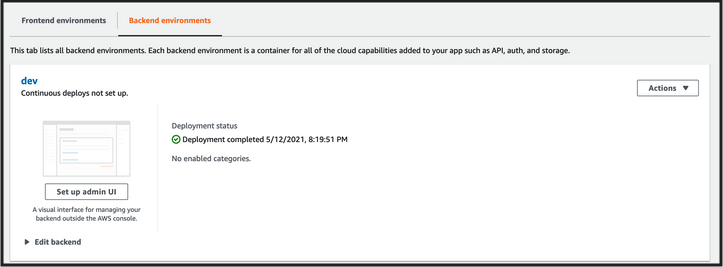 Frontend environments
Backend environments
This tab lists all backend environments. Each backend environment is a container for all of the cloud capabilities added to your app such as API, auth, and storage.
dev
Continuous deploys not set up.
Actions
Set up admin UI
A visual interface for managing your
backend outside the AWS console.
Deployment status
Deployment completed 5/12/2021, 8:19:51 PM
No enabled categories.
Edit backend